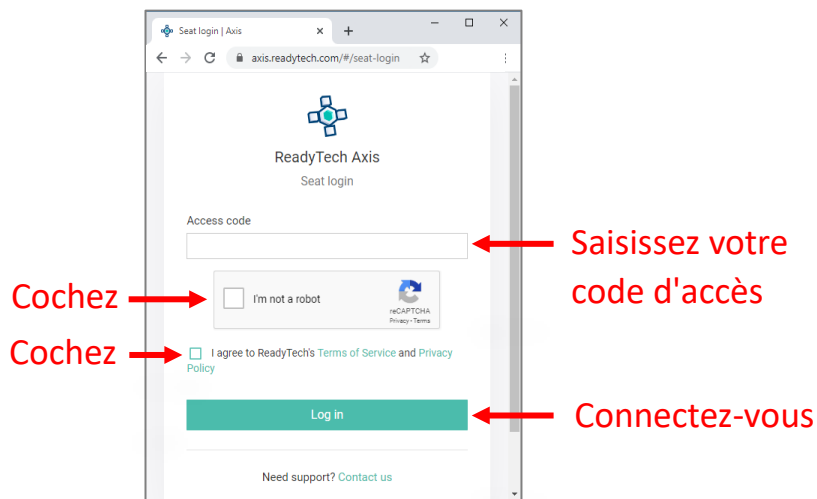 Seat login | Axis
axis.readytech.com/#/seat-login
ReadyTech Axis
Seat login
Access code
Saisissez votre
code d'accès
Cochez
I'm not a robot
reCAPTCHA
Privacy - Terms
Cochez
I agree to ReadyTech's Terms of Service and Privacy
Policy
Log in
Connectez-vous
Need support? Contact us